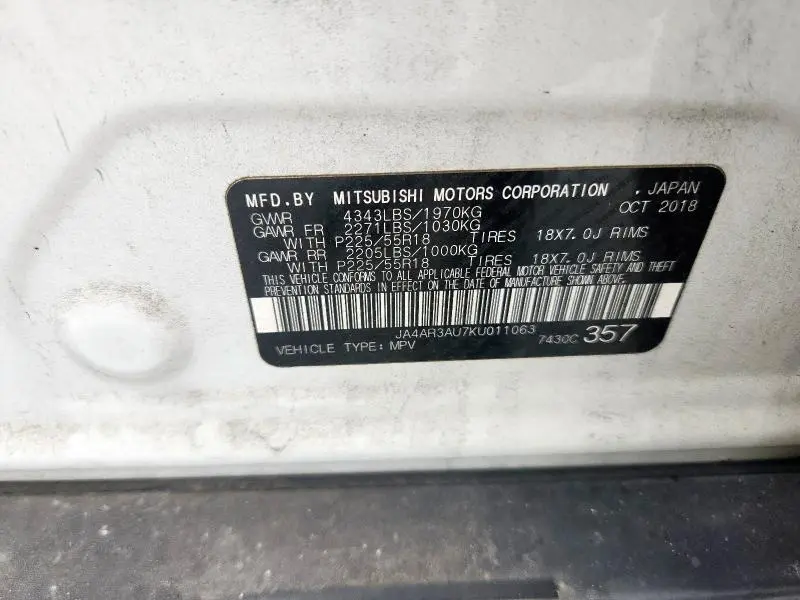 MFD.BY MITSUBISHI MOTORS CORPORATION . JAPAN
GVWR 4343LBS/1970KG OCT 2018
GAWR FR 2271LBS/1030KG
WITH P225/55R18 TIRES 18X7.0J RIMS
GAWR RR 2205LBS/1000KG
WITH P225/55R18 TIRES 18X7.0J RIMS
THIS VEHICLE CONFORMS TO ALL APPLICABLE FEDERAL MOTOR VEHICLE SAFETY AND THEFT
PREVENTION STANDARDS IN EFFECT ON THE DATE OF MANUFACTURE SHOWN ABOVE.
JA4AR3AU7KU011063
VEHICLE TYPE: MPV 7430C 357